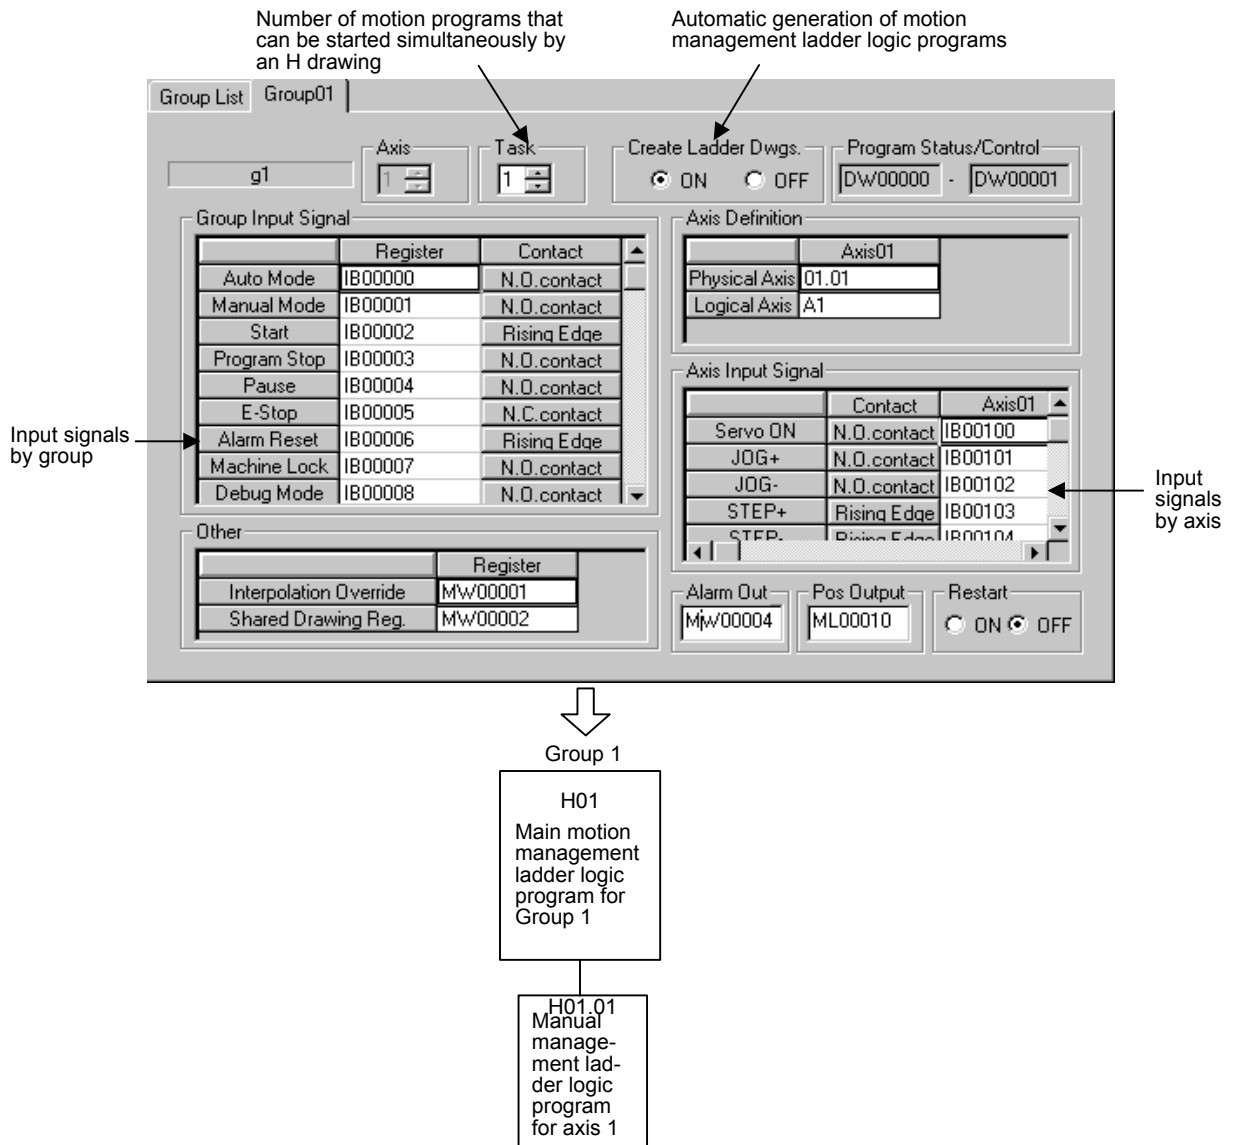 Number of motion programs that
can be started simultaneously by
an H drawing
Automatic generation of motion
management ladder logic programs
Group List
Group01
g1
Axis
1
Task
1
Create Ladder Dwgs.
ON
OFF
Program Status/Control
DW00000 - DW00001
Group Input Signal
Register Contact
Auto Mode IB00000 N.O.contact
Manual Mode IB00001 N.O.contact
Start IB00002 Rising Edge
Program Stop IB00003 N.O.contact
Pause IB00004 N.O.contact
E-Stop IB00005 N.C.contact
Alarm Reset IB00006 Rising Edge
Machine Lock IB00007 N.O.contact
Debug Mode IB00008 N.O.contact
Input signals
by group
Other
Register
Interpolation Override MW00001
Shared Drawing Reg. MW00002
Axis Definition
Axis01
Physical Axis 01.01
Logical Axis A1
Axis Input Signal
Contact Axis01
Servo ON N.O.contact IB00100
JOG+ N.O.contact IB00101
JOG- N.O.contact IB00102
STEP+ Rising Edge IB00103
STEP- Rising Edge IB00104
Input
signals
by axis
Alarm Out
MW00004
Pos Output
ML00010
Restart
ON
OFF
Group 1
H01
Main motion
management
ladder logic
program for
Group 1
H01.01
Manual
manage-
ment lad-
der logic
program
for axis 1